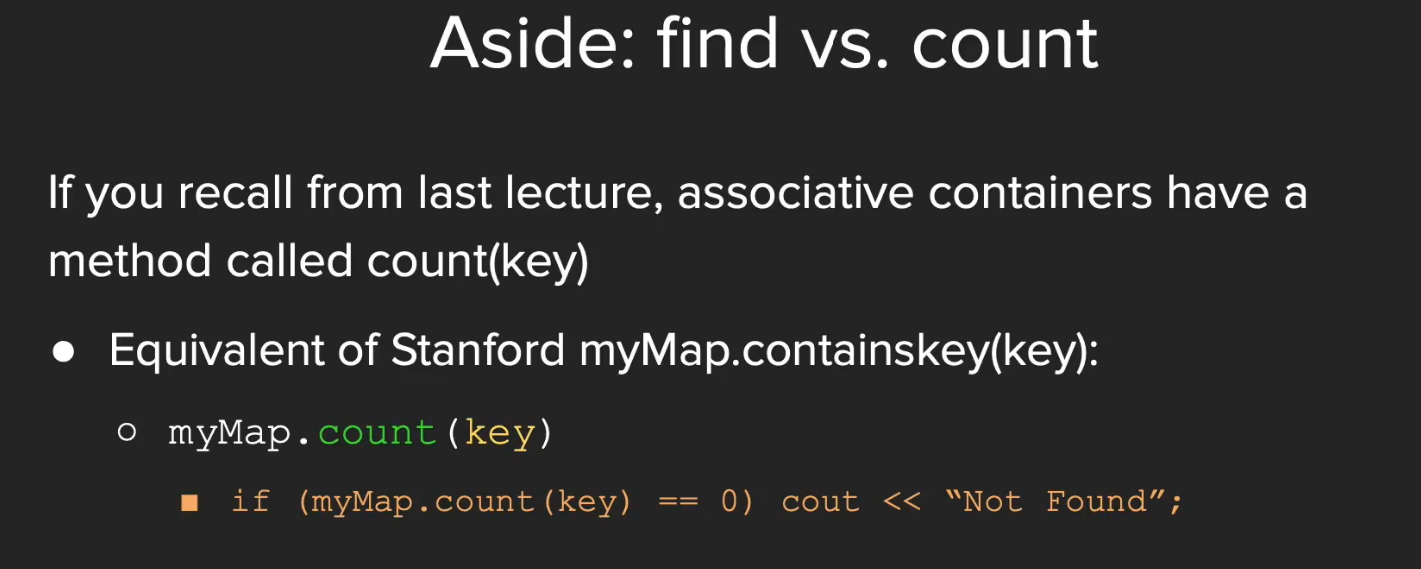 Aside: find vs. count
If you recall from last lecture, associative containers have a
method called count(key)
● Equivalent of Stanford myMap.containskey(key):
○ myMap.count(key)
■ if (myMap.count(key) == 0) cout << “Not Found”;